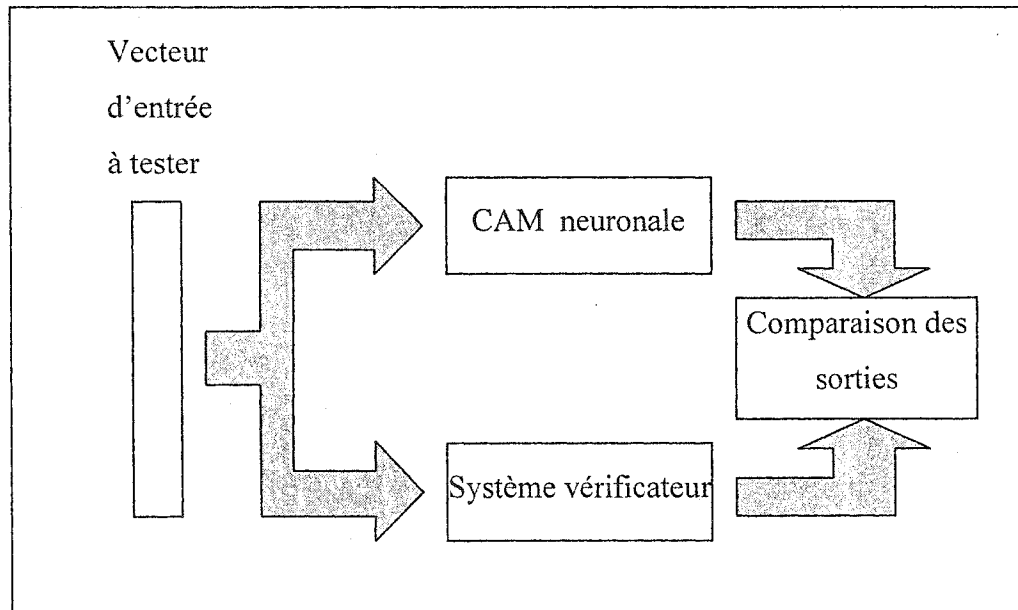 Vecteur
d'entrée
à tester
CAM neuronale
Comparaison des
sorties
Système vérificateur